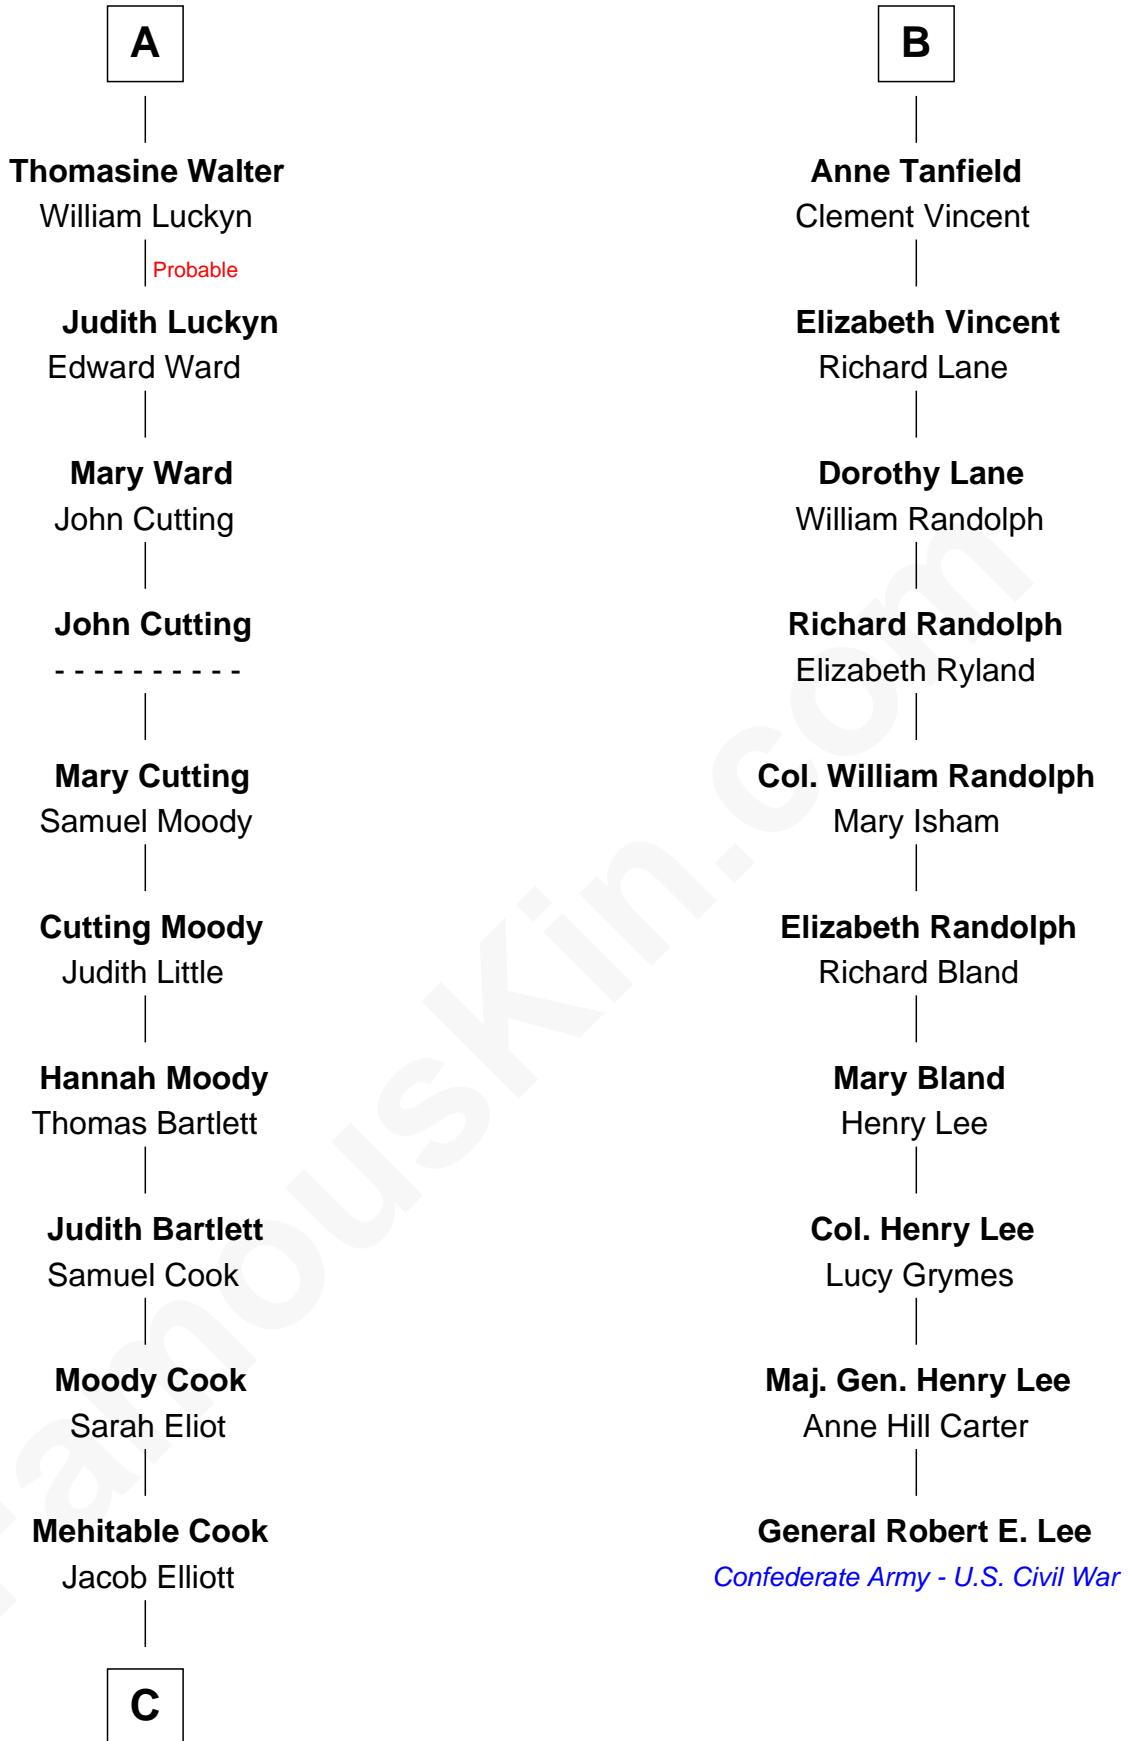 A
Thomasine Walter
William Luckyn
Probable
Judith Luckyn
Edward Ward
Mary Ward
John Cutting
John Cutting
- - - - - - - - - -
Mary Cutting
Samuel Moody
Cutting Moody
Judith Little
Hannah Moody
Thomas Bartlett
Judith Bartlett
Samuel Cook
Moody Cook
Sarah Eliot
Mehitable Cook
Jacob Elliott
C
B
Anne Tanfield
Clement Vincent
Elizabeth Vincent
Richard Lane
Dorothy Lane
William Randolph
Richard Randolph
Elizabeth Ryland
Col. William Randolph
Mary Isham
Elizabeth Randolph
Richard Bland
Mary Bland
Henry Lee
Col. Henry Lee
Lucy Grymes
Maj. Gen. Henry Lee
Anne Hill Carter
General Robert E. Lee
Confederate Army - U.S. Civil War
FamousKin.com